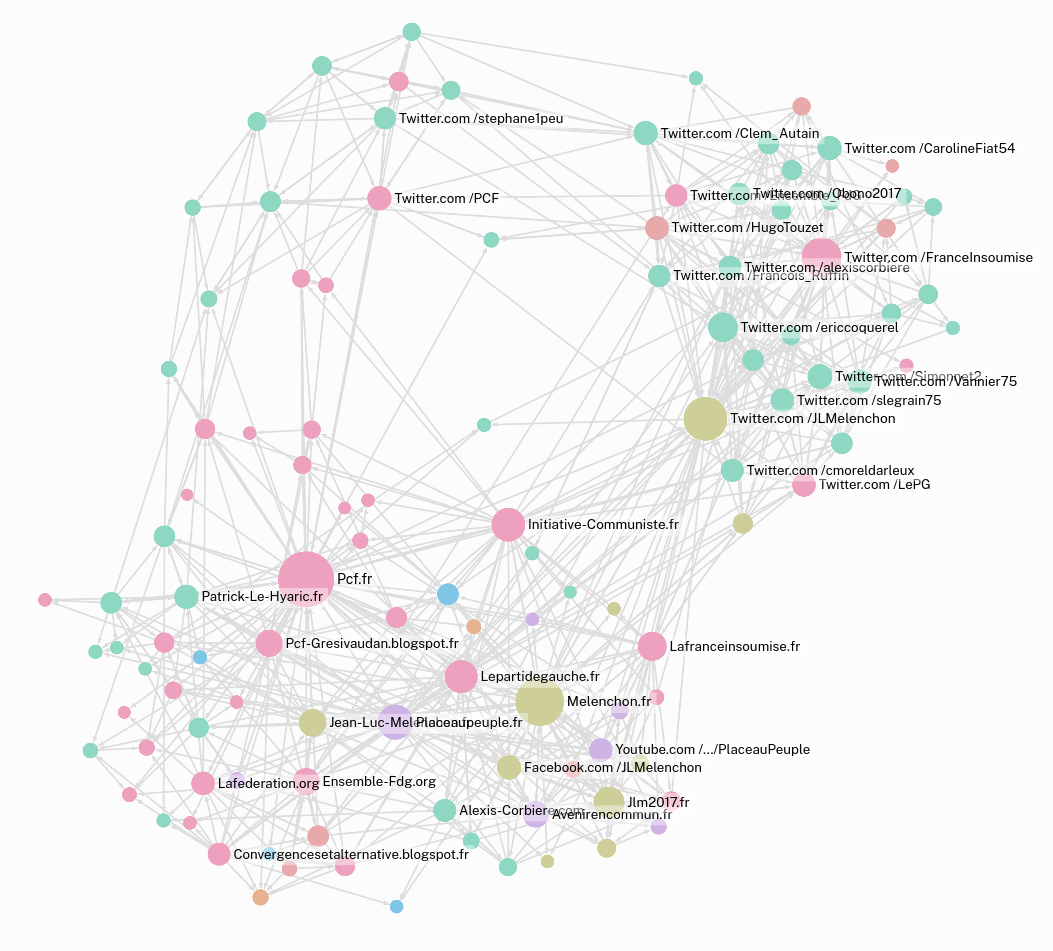 Twitter.com /stephane1peu
Twitter.com /Clem_Autain
Twitter.com /CarolineFiat54
Twitter.com /Obono2017
Twitter.com /PCF
Twitter.com /HugoTouzet
Twitter.com /FranceInsoumise
Twitter.com /alexiscorbiere
Twitter.com /Francois_Ruffin
Twitter.com /ericcoquerel
Twitter.com /Simonnet2
Twitter.com /Vannier75
Twitter.com /slegrain75
Twitter.com /JLMelenchon
Twitter.com /cmoreldarleux
Twitter.com /LePG
Initiative-Communiste.fr
Pcf.fr
Patrick-Le-Hyaric.fr
Pcf-Gresivaudan.blogspot.fr
Lafranceinsoumise.fr
Lepartidegauche.fr
Melenchon.fr
Placeaupeuple.fr
Youtube.com /.../PlaceauPeuple
Facebook.com /JLMelenchon
Lafederation.org
Ensemble-Fdg.org
Jlm2017.fr
Alexis-Corbiere.com
Avenirencommun.fr
Convergencesetalternative.blogspot.fr